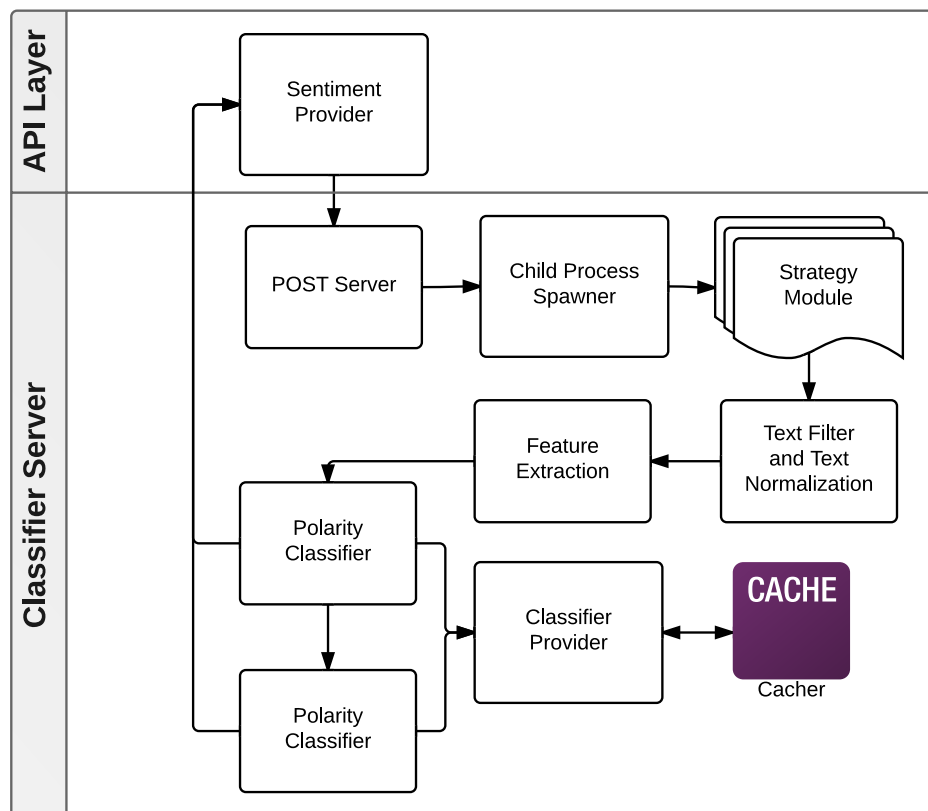 API Layer
Sentiment
Provider
Classifier Server
POST Server
Child Process
Spawner
Strategy
Module
Text Filter
and Text
Normalization
Feature
Extraction
Polarity
Classifier
Classifier
Provider
CACHE
Cacher
Polarity
Classifier